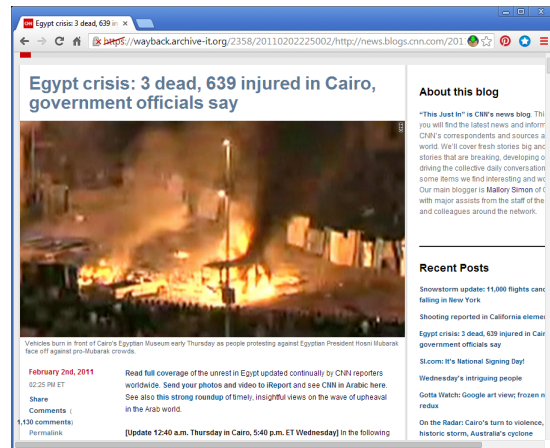 CNN Egypt crisis: 3 dead, 639 in
https://wayback.archive-it.org/2358/20110202225002/http://news.blogs.cnn.com/201
Egypt crisis: 3 dead, 639 injured in Cairo,
government officials say
CNN
Vehicles burn in front of Cairo's Egyptian Museum early Thursday as people protesting against Egyptian President Hosni Mubarak
face off against pro-Mubarak crowds.
February 2nd, 2011
02:25 PM ET
Share
Comments (
1,130 comments)
Permalink
Read full coverage of the unrest in Egypt updated continually by CNN reporters
worldwide. Send your photos and video to iReport and see CNN in Arabic here.
See also this strong roundup of timely, insightful views on the wave of upheaval
in the Arab world.
[Update 12:40 a.m. Thursday in Cairo, 5:40 p.m. ET Wednesday] In the following
About this blog
"This Just In" is CNN's news blog. Thi
you will find the latest news and inform
CNN's correspondents and sources a
world. We'll cover fresh stories big and
stories that are breaking, developing o
driving the collective daily conversation
some items we find interesting and wo
Our main blogger is Mallory Simon of C
with major assists from the staff of the
and colleagues around the network.
Recent Posts
Snowstorm update: 11,000 flights canc
falling in New York
Shooting reported in California elemen
Egypt crisis: 3 dead, 639 injured in Cair
government officials say
SI.com: It's National Signing Day!
Wednesday's intriguing people
Gotta Watch: Google art view; frozen n
redux
On the Radar: Cairo's turn to violence,
historic storm, Australia's cyclone